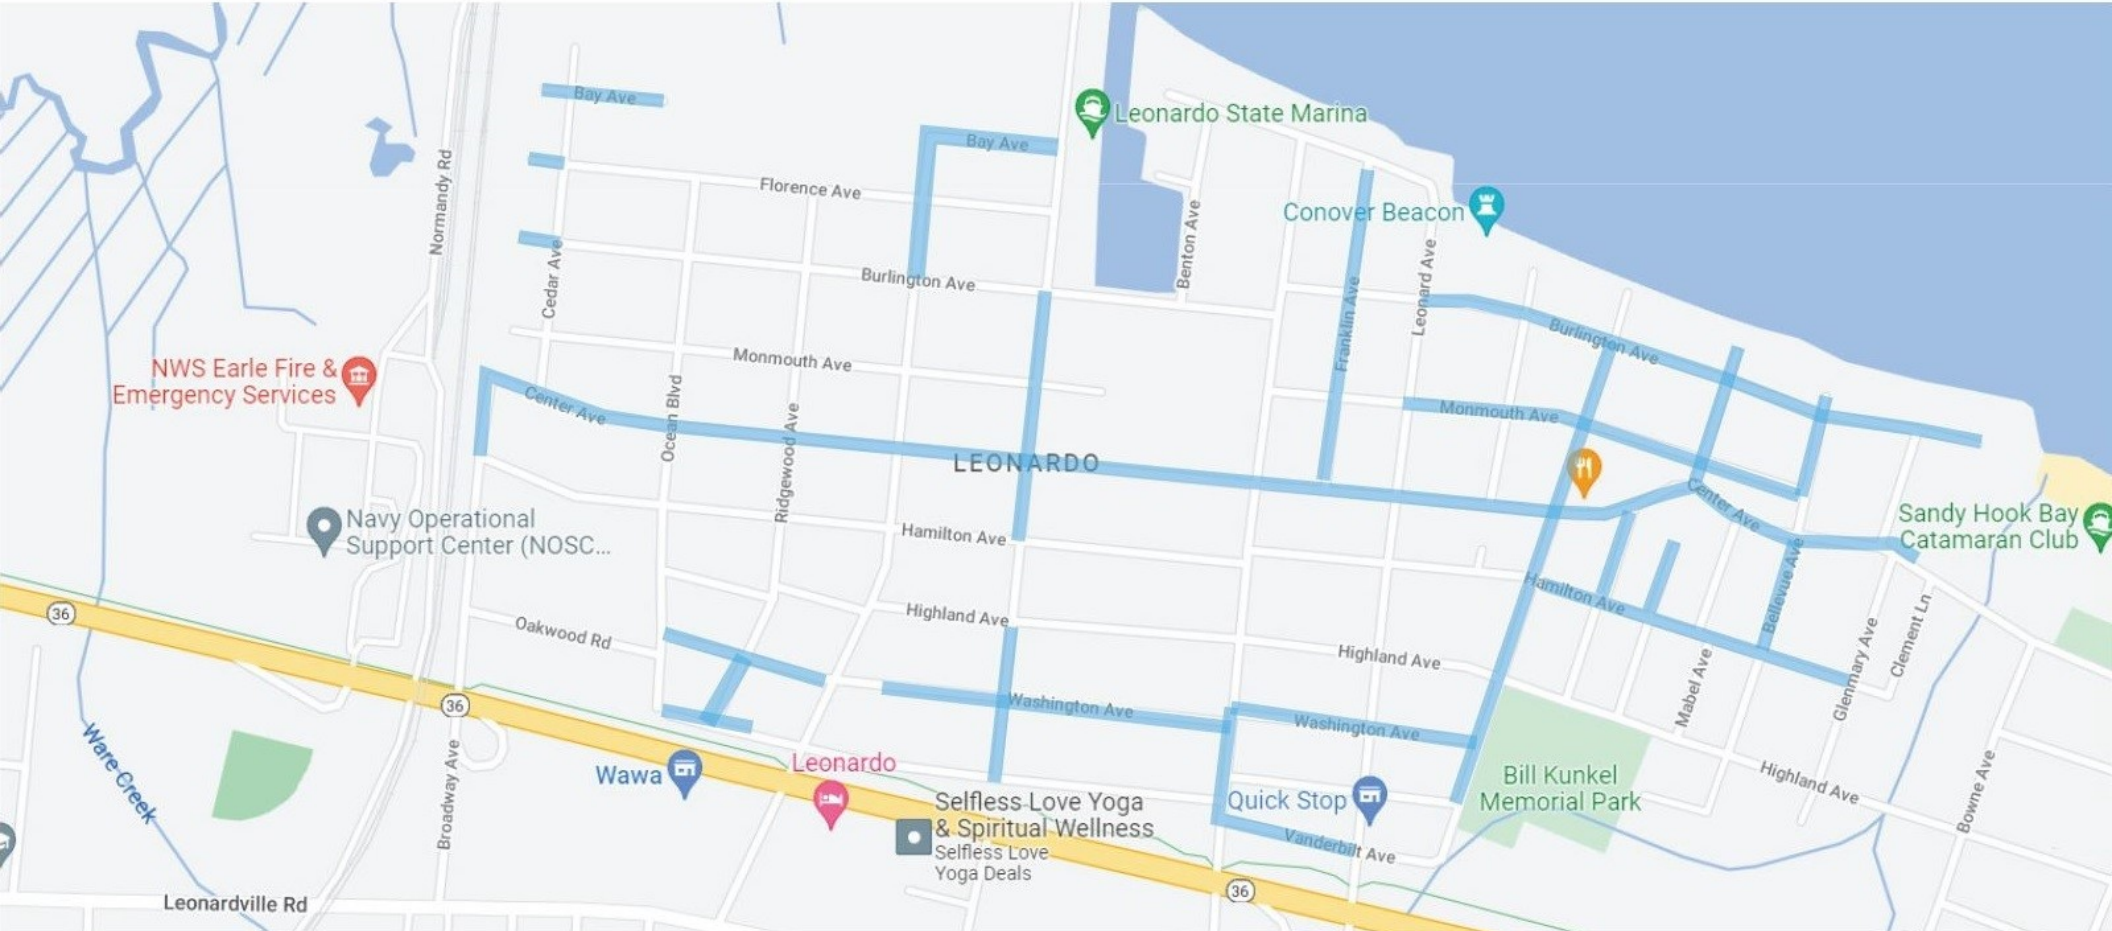 Bay Ave
Leonardo State Marina
Bay Ave
Normandy Rd
Florence Ave
Conover Beacon
Benton Ave
Cedar Ave
Burlington Ave
Franklin Ave
Leonard Ave
Burlington Ave
NWS Earle Fire &
Emergency Services
Monmouth Ave
Center Ave
Ocean Blvd
Ridgewood Ave
Monmouth Ave
LEONARDO
Center Ave
Navy Operational
Support Center (NOSC...
Hamilton Ave
Sandy Hook Bay
Catamaran Club
Hamilton Ave
Bellevue Ave
36
Oakwood Rd
Highland Ave
Highland Ave
Clement Ln
Glenmary Ave
Mabel Ave
36
Washington Ave
Washington Ave
Ware Creek
Broadway Ave
Wawa
Leonardo
Quick Stop
Bill Kunkel
Memorial Park
Highland Ave
Bowne Ave
Selfless Love Yoga
& Spiritual Wellness
Selfless Love
Yoga Deals
Vanderbilt Ave
36
Leonardville Rd